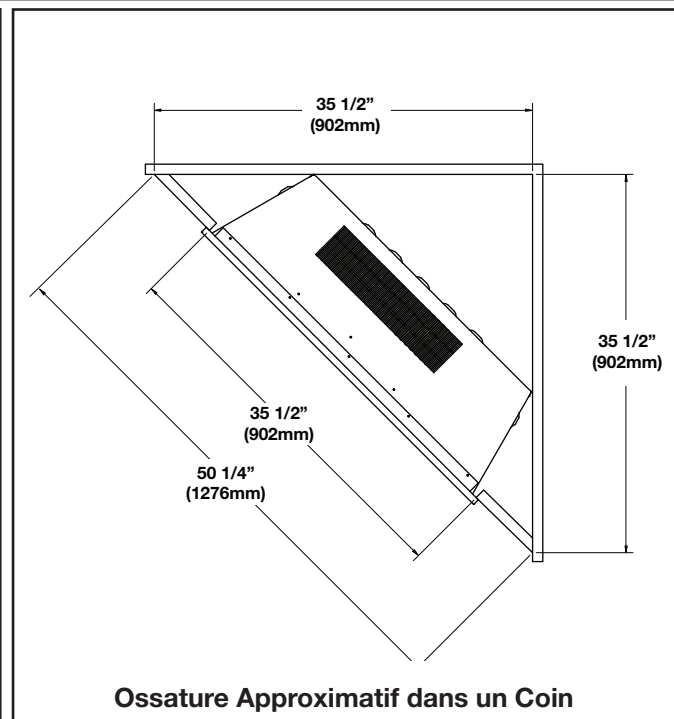 35 1/2”
(902mm)
35 1/2”
(902mm)
35 1/2”
(902mm)
50 1/4”
(1276mm)
Ossature Approximatif dans un Coin